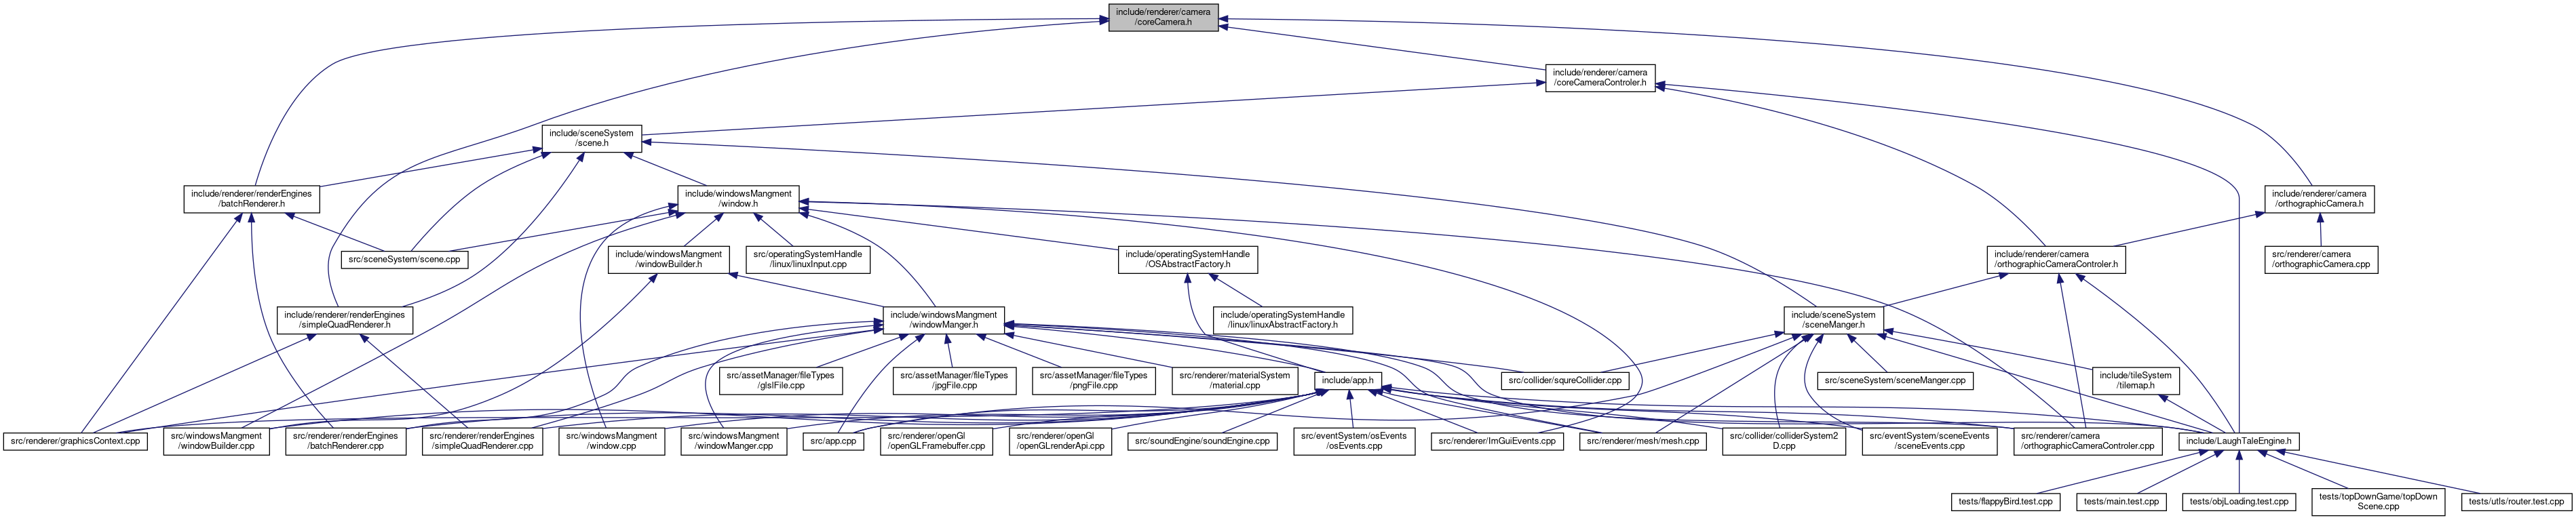 include/renderer/camera
/coreCamera.h
include/renderer/camera
/coreCameraControler.h
include/sceneSystem
/scene.h
include/renderer/renderEngines
/batchRenderer.h
include/windowsMangment
/window.h
include/renderer/camera
/orthographicCamera.h
src/sceneSystem/scene.cpp
include/windowsMangment
/windowBuilder.h
src/operatingSystemHandle
/linux/linuxInput.cpp
include/operatingSystemHandle
/OSAbstractFactory.h
include/renderer/camera
/orthographicCameraControler.h
src/renderer/camera
/orthographicCamera.cpp
include/renderer/renderEngines
/simpleQuadRenderer.h
include/windowsMangment
/windowManger.h
include/operatingSystemHandle
/linux/linuxAbstractFactory.h
include/sceneSystem
/sceneManger.h
src/assetManager/fileTypes
/glslFile.cpp
src/assetManager/fileTypes
/jpgFile.cpp
src/assetManager/fileTypes
/pngFile.cpp
src/renderer/materialSystem
/material.cpp
include/app.h
src/collider/squreCollider.cpp
src/sceneSystem/sceneManger.cpp
include/tileSystem
/tilemap.h
src/renderer/graphicsContext.cpp
src/windowsMangment
/windowBuilder.cpp
src/renderer/renderEngines
/batchRenderer.cpp
src/renderer/renderEngines
/simpleQuadRenderer.cpp
src/windowsMangment
/window.cpp
src/windowsMangment
/windowManger.cpp
src/app.cpp
src/renderer/openGl
/openGLFramebuffer.cpp
src/renderer/openGl
/openGLrenderApi.cpp
src/soundEngine/soundEngine.cpp
src/eventSystem/osEvents
/osEvents.cpp
src/renderer/ImGuiEvents.cpp
src/renderer/mesh/mesh.cpp
src/collider/colliderSystem2
D.cpp
src/eventSystem/sceneEvents
/sceneEvents.cpp
src/renderer/camera
/orthographicCameraControler.cpp
include/LaughTaleEngine.h
tests/flappyBird.test.cpp
tests/main.test.cpp
tests/objLoading.test.cpp
tests/topDownGame/topDown
Scene.cpp
tests/utls/router.test.cpp